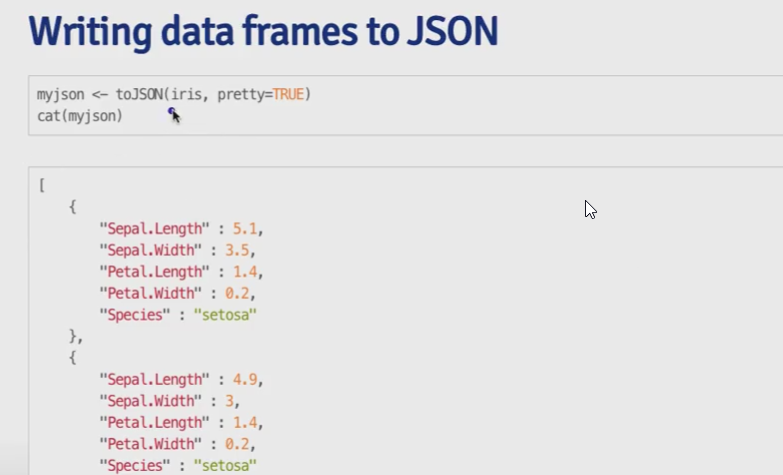 Writing data frames to JSON
myjson <- toJSON(iris, pretty=TRUE)
cat(myjson)
[
{
"Sepal.Length" : 5.1,
"Sepal.Width" : 3.5,
"Petal.Length" : 1.4,
"Petal.Width" : 0.2,
"Species" : "setosa"
},
{
"Sepal.Length" : 4.9,
"Sepal.Width" : 3,
"Petal.Length" : 1.4,
"Petal.Width" : 0.2,
"Species" : "setosa"